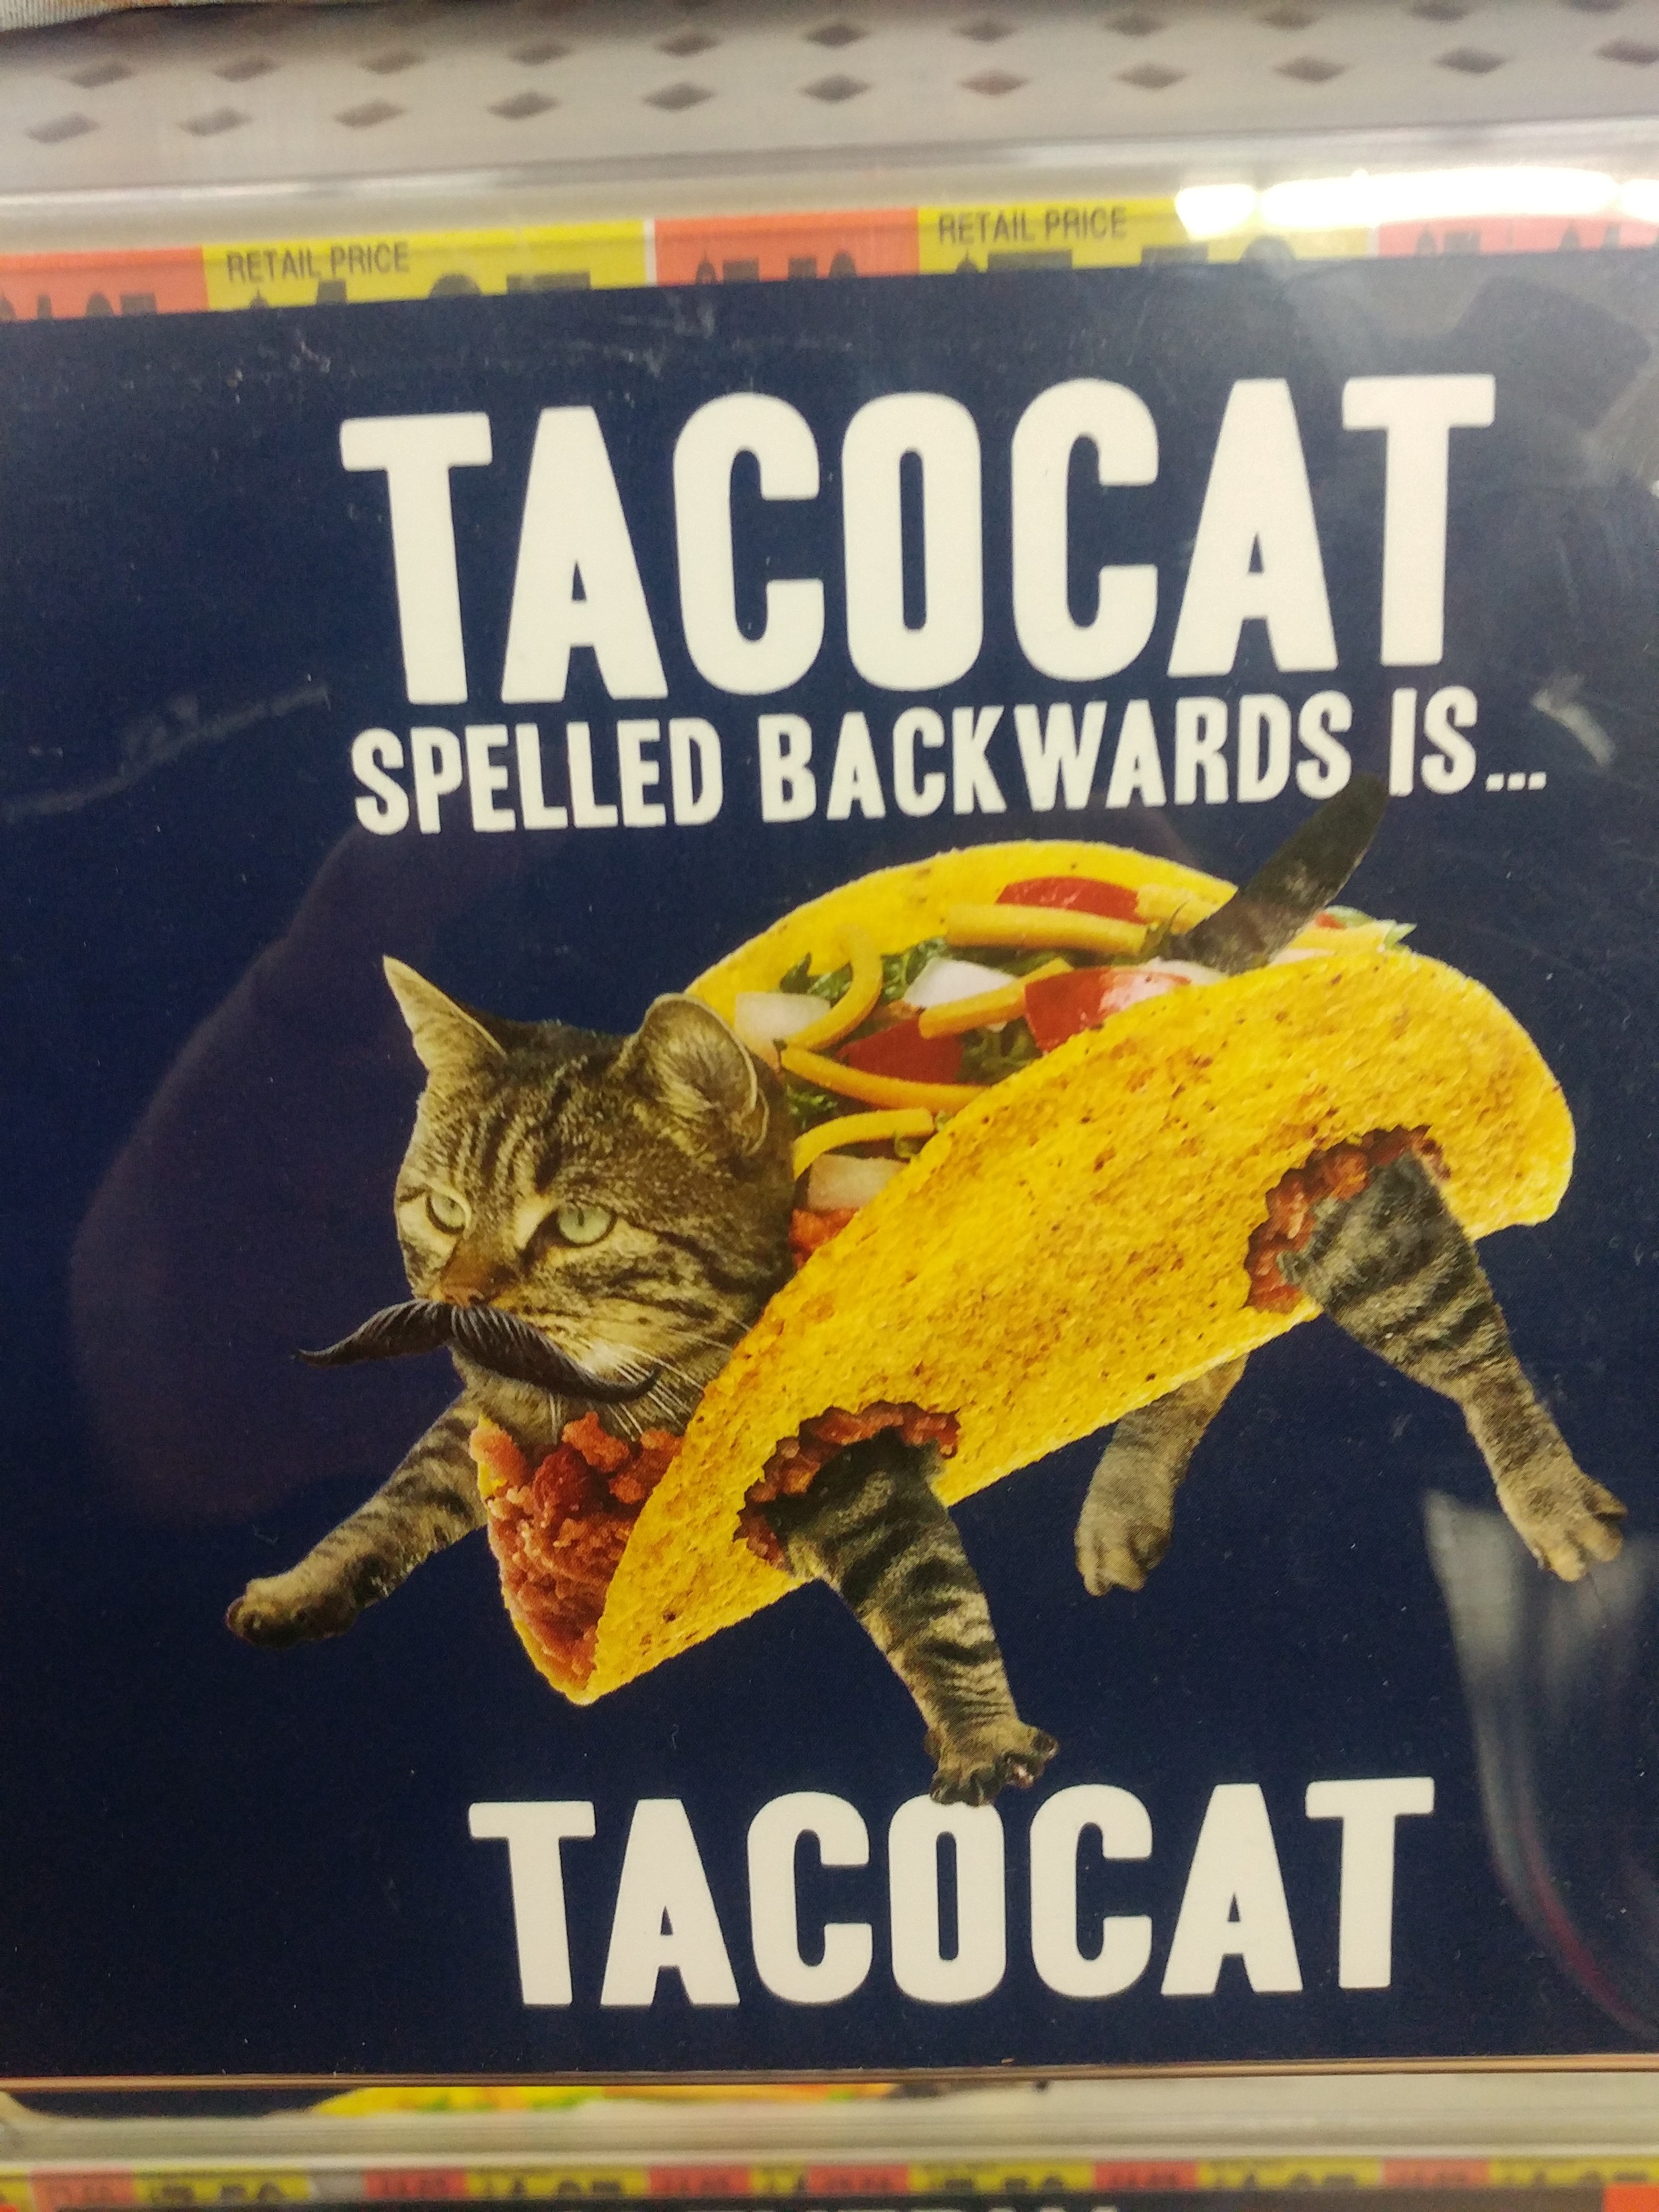 RETAIL PRICE
RETAIL PRICE
TACOCAT
SPELLED BACKWARDS IS...
TACOCAT